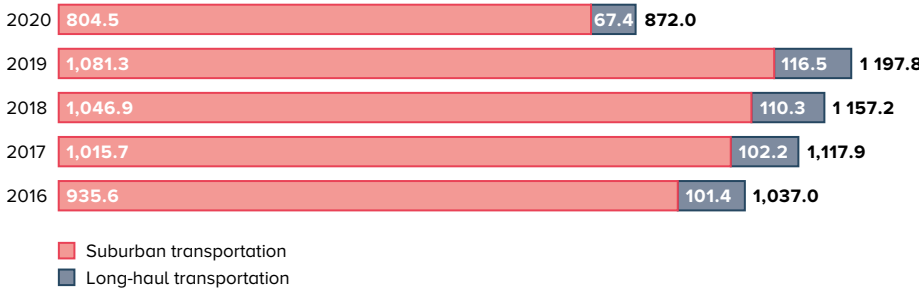 2020 804.5 67.4 872.0
2019 1,081.3 116.5 1 197.8
2018 1,046.9 110.3 1 157.2
2017 1,015.7 102.2 1,117.9
2016 935.6 101.4 1,037.0
Suburban transportation
Long-haul transportation